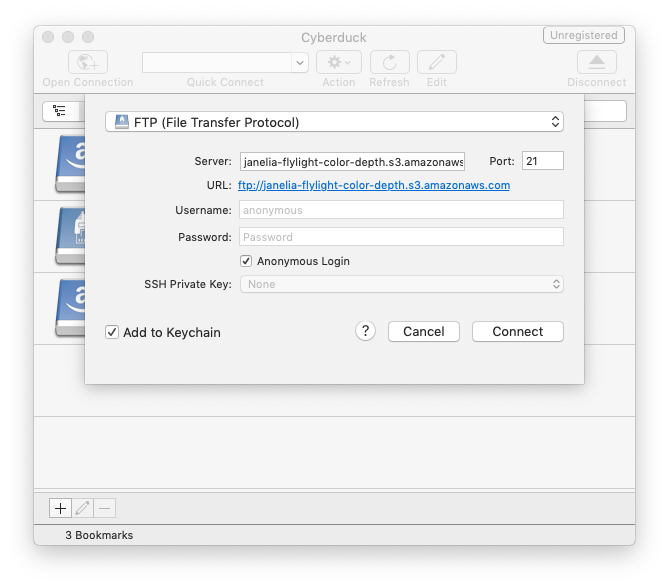 Cyberduck
Unregistered
Open Connection
Quick Connect
Action
Refresh
Edit
Disconnect
FTP (File Transfer Protocol)
Server: janelia-flylight-color-depth.s3.amazonaws Port: 21
URL: ftp://janelia-flylight-color-depth.s3.amazonaws.com
Username: anonymous
Password: Password
Anonymous Login
SSH Private Key: None
Add to Keychain ? Cancel Connect
3 Bookmarks